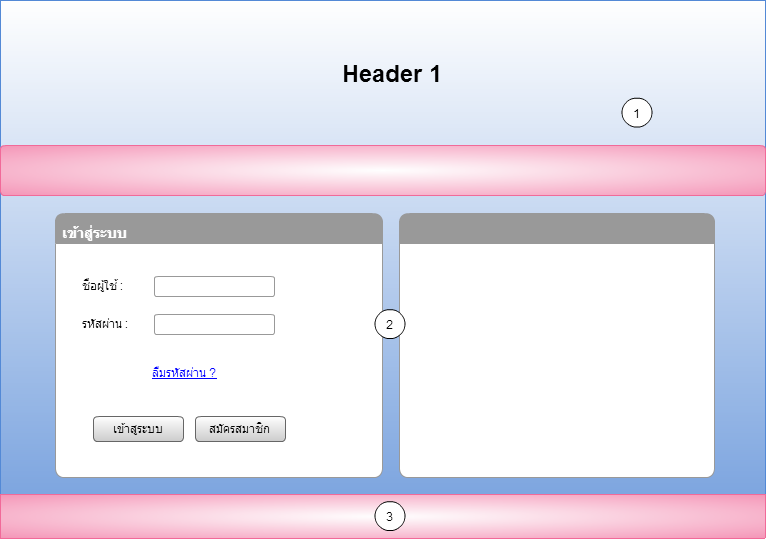 Header 1
1
เข้าสู่ระบบ
ชื่อผู้ใช้ :
รหัสผ่าน :
2
ลืมรหัสผ่าน ?
เข้าสู่ระบบ สมัครสมาชิก
3